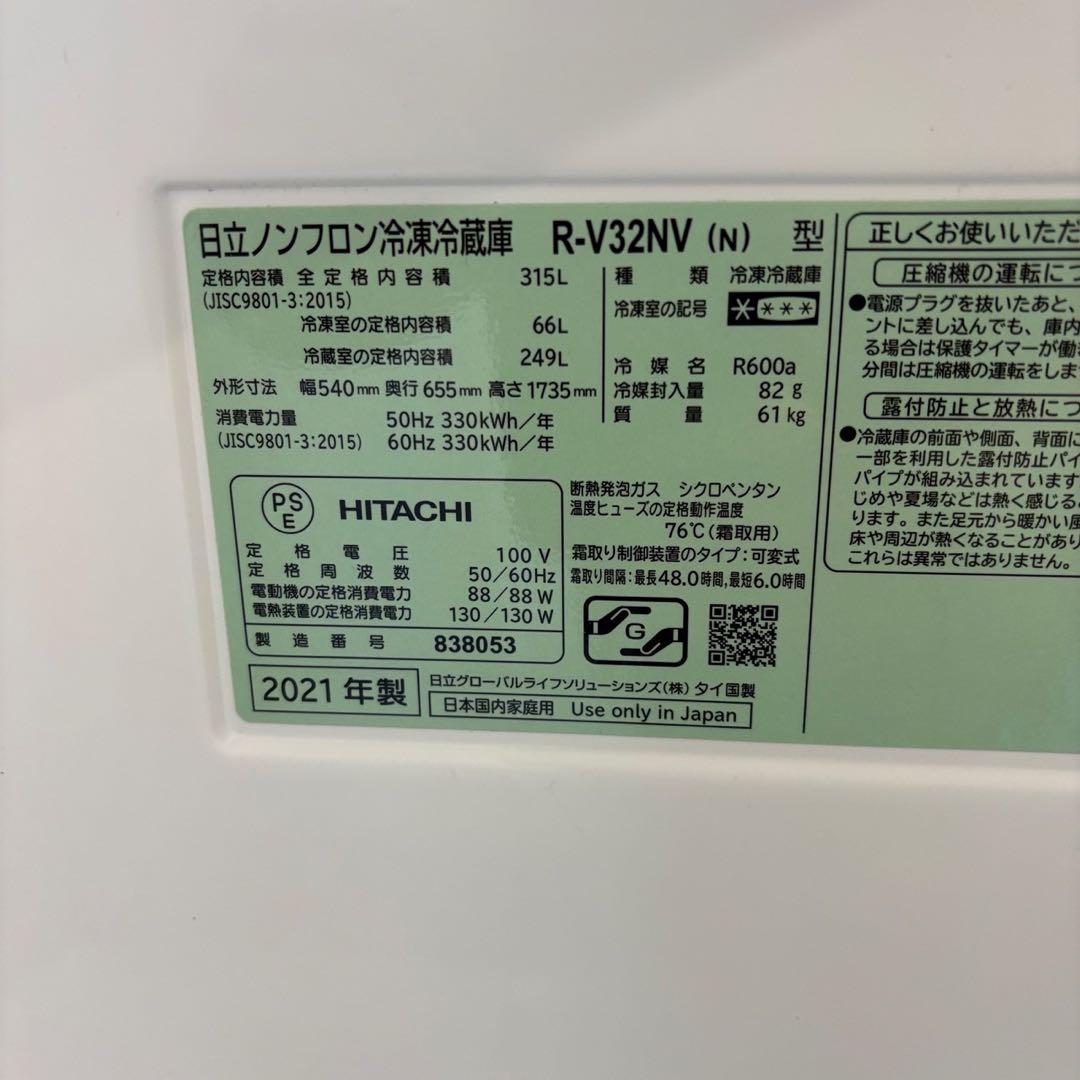 日立ノンフロン冷凍冷蔵庫 R-V32NV (N) 型
定格内容積 全定格内容積 315L
(JISC9801-3:2015)
冷凍室の定格内容積 66L
冷蔵室の定格内容積 249L
外形寸法 幅540mm 奥行655mm 高さ1735mm
消費電力量 50Hz 330kWh/年
(JISC9801-3:2015) 60Hz 330kWh/年
種類 冷凍冷蔵庫
冷凍室の記号 ****
冷媒名 R600a
冷媒封入量 82g
質量 61kg
PSE HITACHI
定格電圧 100V
定格周波数 50/60Hz
電動機の定格消費電力 88/88W
電熱装置の定格消費電力 130/130W
製造番号 838053
断熱発泡ガス シクロペンタン
温度ヒューズの定格動作温度
76℃(霜取用)
霜取り制御装置のタイプ:可変式
霜取り間隔:最長48.0時間,最短6.0時間
G
2021年製
日立グローバルライフソリューションズ(株) タイ国製
日本国内家庭用 Use only in Japan
正しくお使いいただ
圧縮機の運転につ
●電源プラグを抜いたあと、
ントに差し込んでも、庫内
る場合は保護タイマーが働き
分間は圧縮機の運転をしま
露付防止と放熱につ
●冷蔵庫の前面や側面、背面に
一部を利用した露付防止パイ
パイプが組み込まれています
じめや夏場などは熱く感じると
ります。また足元から暖かい風
床や周辺が熱くなることがあり
これらは異常ではありません。